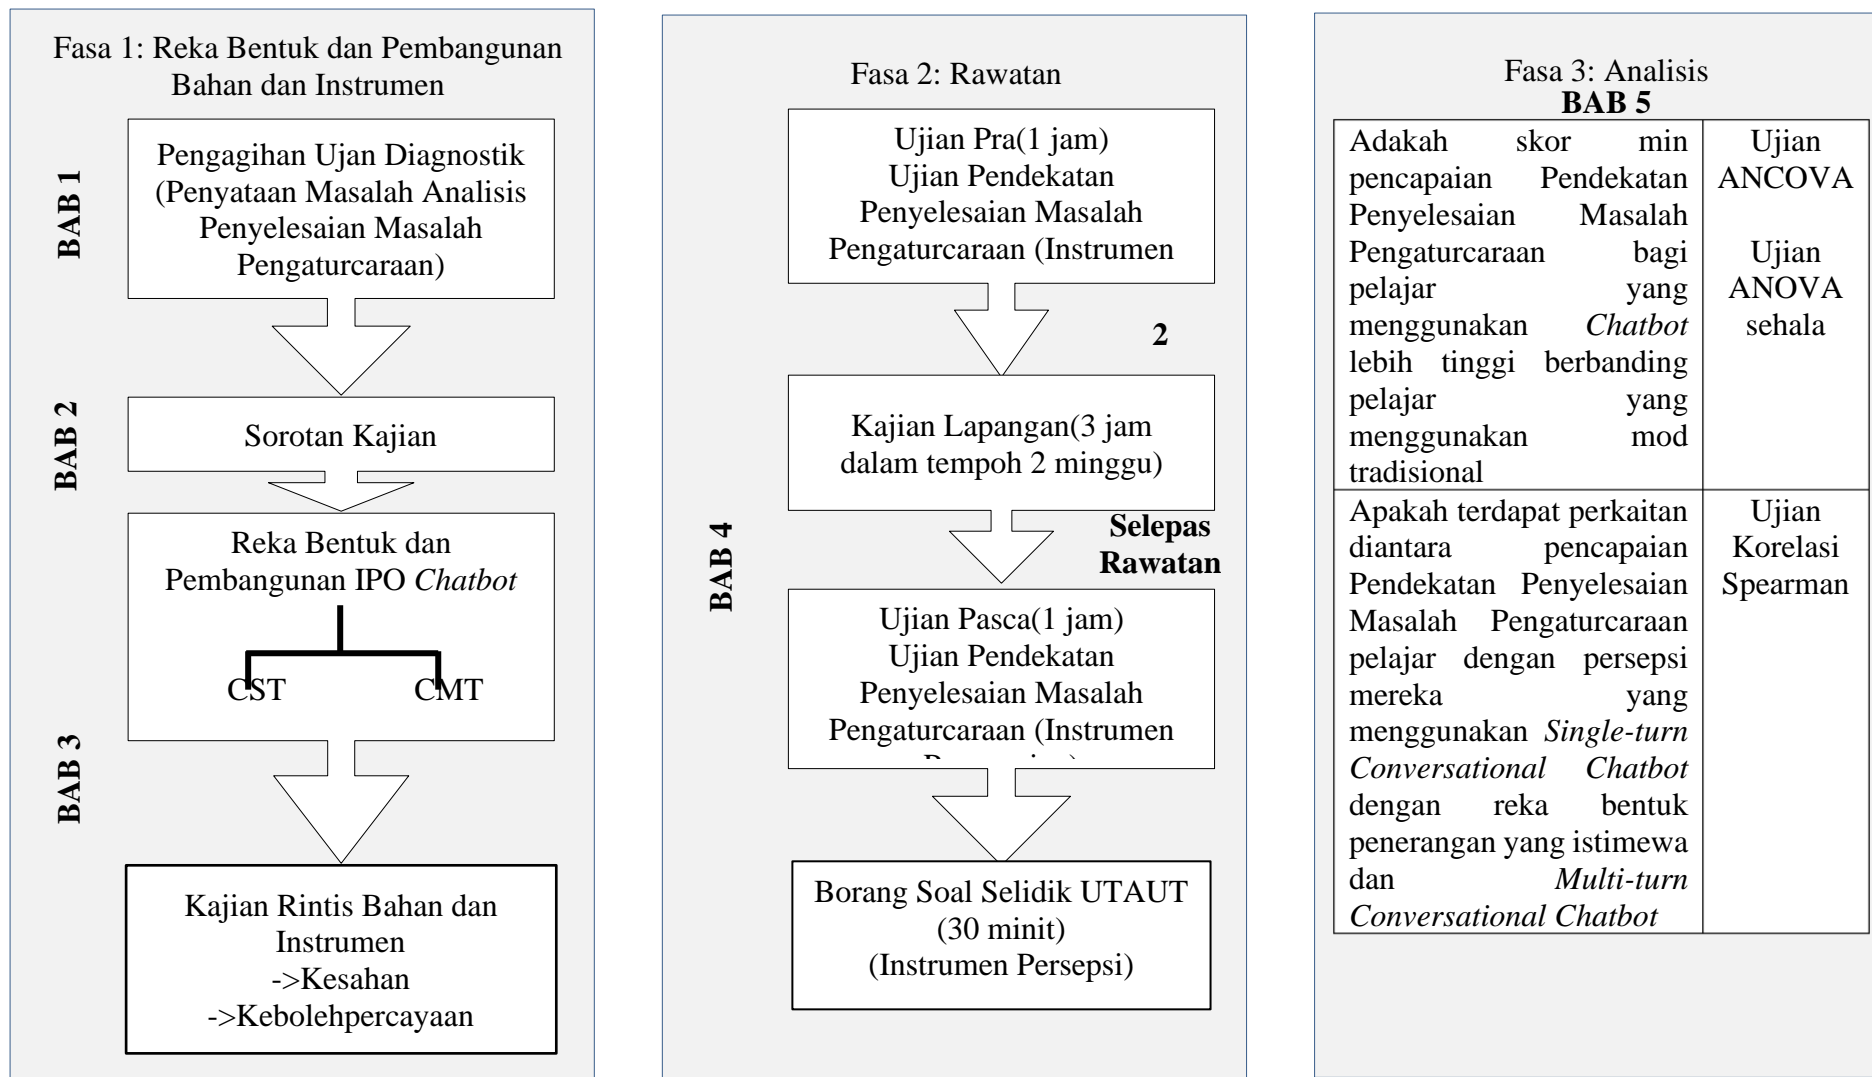 Fasa 1: Reka Bentuk dan Pembangunan
Bahan dan Instrumen
BAB 1
Pengagihan Ujan Diagnostik
(Penyataan Masalah Analisis
Penyelesaian Masalah
Pengaturcaraan)
BAB 2
Sorotan Kajian
Reka Bentuk dan
Pembangunan IPO Chatbot
CST CMT
BAB 3
Kajian Rintis Bahan dan
Instrumen
->Kesahan
->Kebolehpercayaan
Fasa 2: Rawatan
Ujian Pra(1 jam)
Ujian Pendekatan
Penyelesaian Masalah
Pengaturcaraan (Instrumen
2
Kajian Lapangan(3 jam
dalam tempoh 2 minggu)
BAB 4
Selepas
Rawatan
Ujian Pasca(1 jam)
Ujian Pendekatan
Penyelesaian Masalah
Pengaturcaraan (Instrumen
Borang Soal Selidik UTAUT
(30 minit)
(Instrumen Persepsi)
Fasa 3: Analisis
BAB 5
Adakah skor min
pencapaian Pendekatan
Penyelesaian Masalah
Pengaturcaraan bagi
pelajar yang
menggunakan Chatbot
lebih tinggi berbanding
pelajar yang
menggunakan mod
tradisional
Ujian
ANCOVA
Ujian
ANOVA
sehala
Apakah terdapat perkaitan
diantara pencapaian
Pendekatan Penyelesaian
Masalah Pengaturcaraan
pelajar dengan persepsi
mereka yang
menggunakan Single-turn
Conversational Chatbot
dengan reka bentuk
penerangan yang istimewa
dan Multi-turn
Conversational Chatbot
Ujian
Korelasi
Spearman